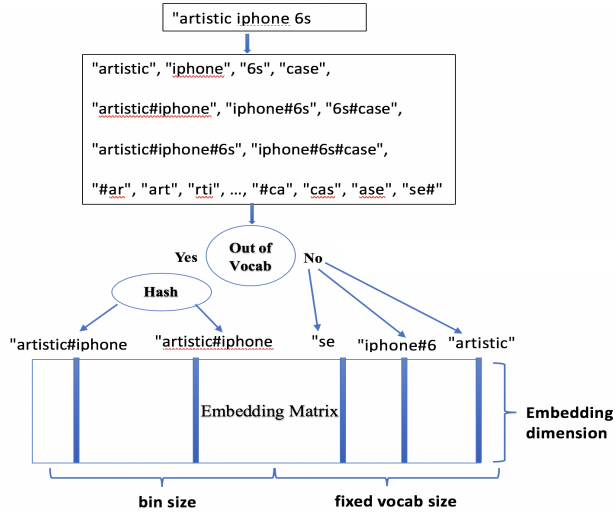 "artistic iphone 6s
"artistic", "iphone", "6s", "case",
"artistic#iphone", "iphone#6s", "6s#case",
"artistic#iphone#6s", "iphone#6s#case",
"#ar", "art", "rti", ..., "#ca", "cas", "ase", "se#"
Yes
Out of
Vocab
No
Hash
"artistic#iphone
"artistic#iphone
"se
"iphone#6
"artistic"
Embedding Matrix
Embedding
dimension
bin size
fixed vocab size